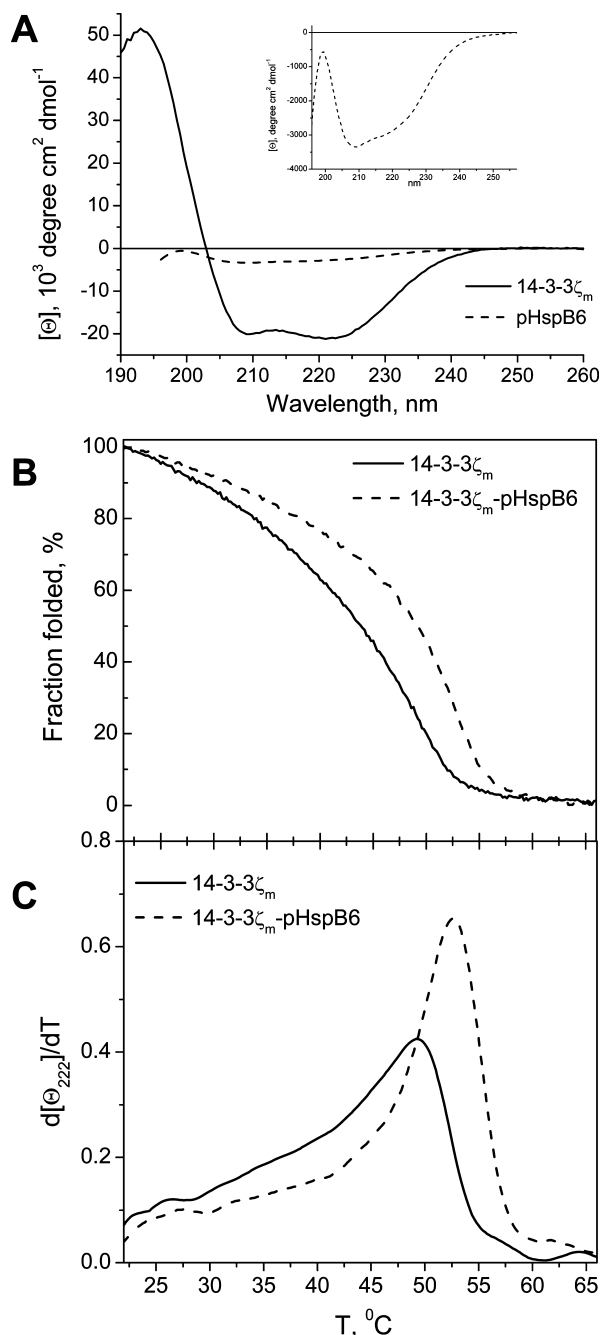 A
[Θ], 10³ degree cm² dmol⁻¹
50
40
30
20
10
0
-10
-20
190 200 210 220 230 240 250 260
Wavelength, nm
14-3-3ζm
pHspB6
[Θ], degree cm² dmol⁻¹
0
-1000
-2000
-3000
-4000
200 210 220 230 240 250
nm
B
Fraction folded, %
100
80
60
40
20
0
14-3-3ζm
14-3-3ζm-pHspB6
C
d[Θ222]/dT
0.8
0.6
0.4
0.2
0.0
14-3-3ζm
14-3-3ζm-pHspB6
25 30 35 40 45 50 55 60 65
T, ⁰C